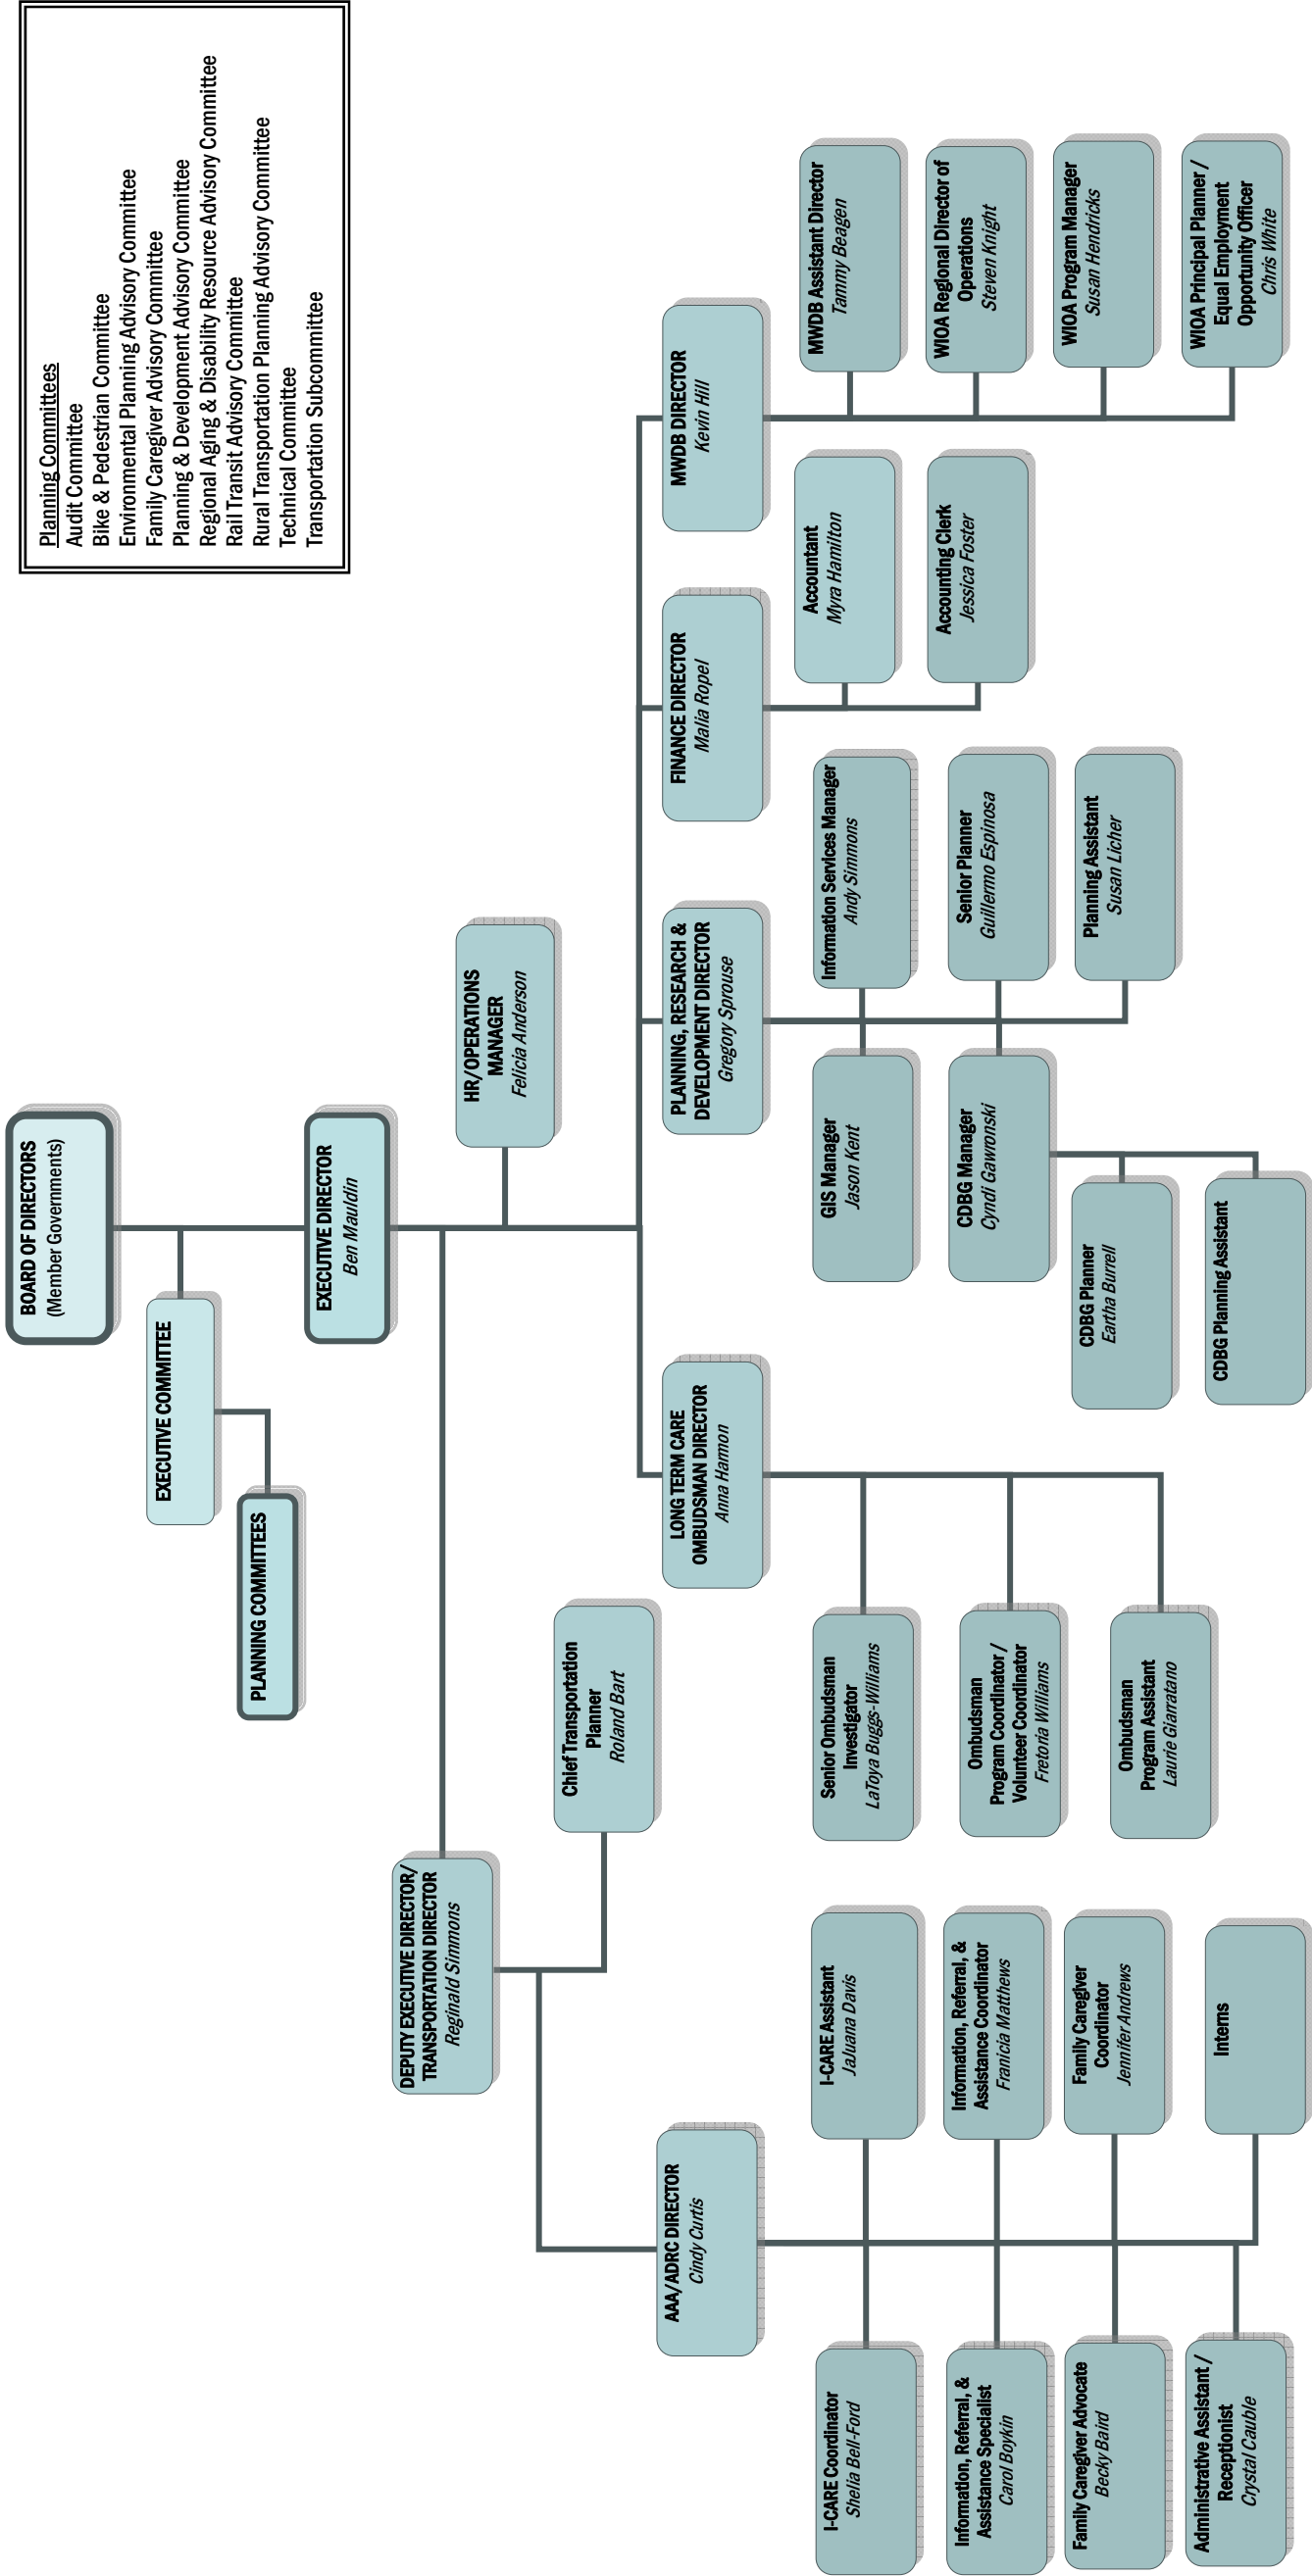 BOARD OF DIRECTORS
(Member Governments)
Planning Committees
Audit Committee
Bike & Pedestrian Committee
Environmental Planning Advisory Committee
Family Caregiver Advisory Committee
Planning & Development Advisory Committee
Regional Aging & Disability Resource Advisory Committee
Rail Transit Advisory Committee
Rural Transportation Planning Advisory Committee
Technical Committee
Transportation Subcommittee
EXECUTIVE COMMITTEE
PLANNING COMMITTEES
EXECUTIVE DIRECTOR
Ben Mauldin
DEPUTY EXECUTIVE DIRECTOR/
TRANSPORTATION DIRECTOR
Reginald Simmons
HR/OPERATIONS
MANAGER
Felicia Anderson
Chief Transportation
Planner
Roland Bart
AAA/ADRC DIRECTOR
Cindy Curtis
LONG TERM CARE
OMBUDSMAN DIRECTOR
Anna Harmon
PLANNING, RESEARCH &
DEVELOPMENT DIRECTOR
Gregory Sprouse
FINANCE DIRECTOR
Malia Ropel
MWDB DIRECTOR
Kevin Hill
I-CARE Coordinator
Shelia Bell-Ford
I-CARE Assistant
JaJuana Davis
Information, Referral, &
Assistance Specialist
Carol Boykin
Information, Referral, &
Assistance Coordinator
Franicia Matthews
Family Caregiver Advocate
Becky Baird
Family Caregiver
Coordinator
Jennifer Andrews
Administrative Assistant /
Receptionist
Crystal Cauble
Interns
Senior Ombudsman
Investigator
LaToya Buggs-Williams
Ombudsman
Program Coordinator /
Volunteer Coordinator
Fretoria Williams
Ombudsman
Program Assistant
Laurie Giarratano
GIS Manager
Jason Kent
Information Services Manager
Andy Simmons
CDBG Manager
Cyndi Gawronski
Senior Planner
Guillermo Espinosa
CDBG Planner
Eartha Burrell
Planning Assistant
Susan Licher
CDBG Planning Assistant
Accountant
Myra Hamilton
Accounting Clerk
Jessica Foster
MWDB Assistant Director
Tammy Beagen
WIOA Regional Director of
Operations
Steven Knight
WIOA Program Manager
Susan Hendricks
WIOA Principal Planner /
Equal Employment
Opportunity Officer
Chris White